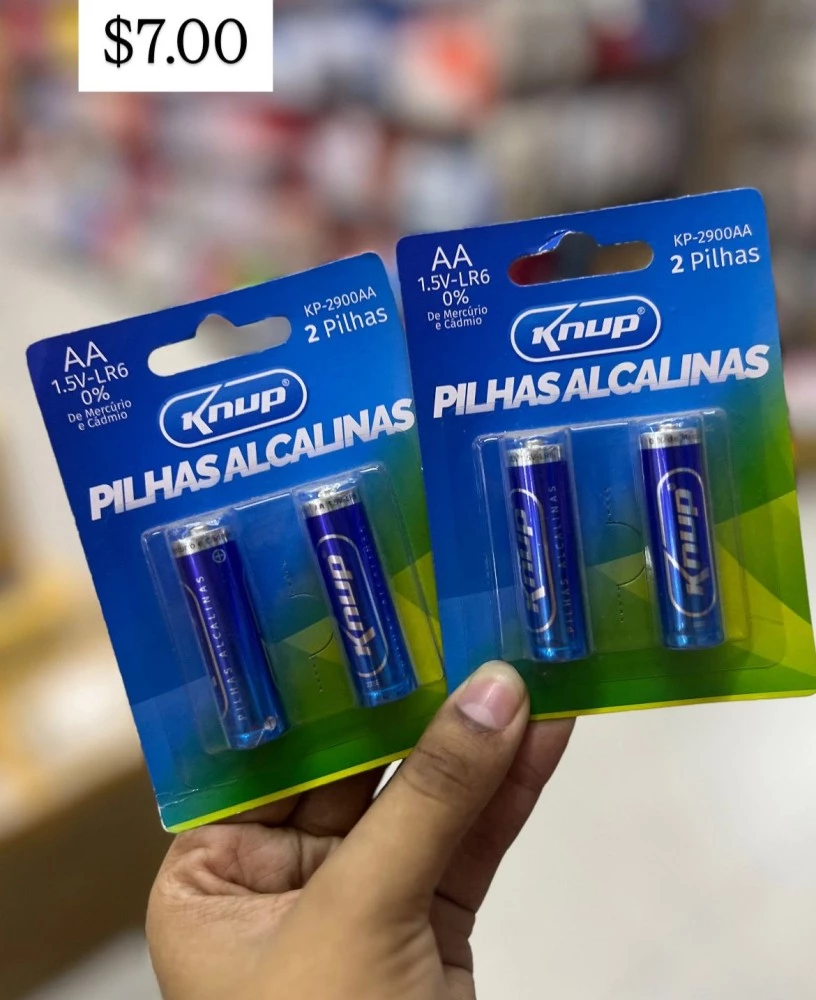 $7.00
AA
1.5V-LR6
0%
De Mercúrio
e Cádmio
KP-2900AA
2 Pilhas
Knup®
PILHAS ALCALINAS
PILHAS ALCALINAS
Knup
AA
1.5V-LR6
0%
De Mercúrio
e Cádmio
KP-2900AA
2 Pilhas
Knup®
PILHAS ALCALINAS
Knup
PILHAS ALCALINAS
Knup